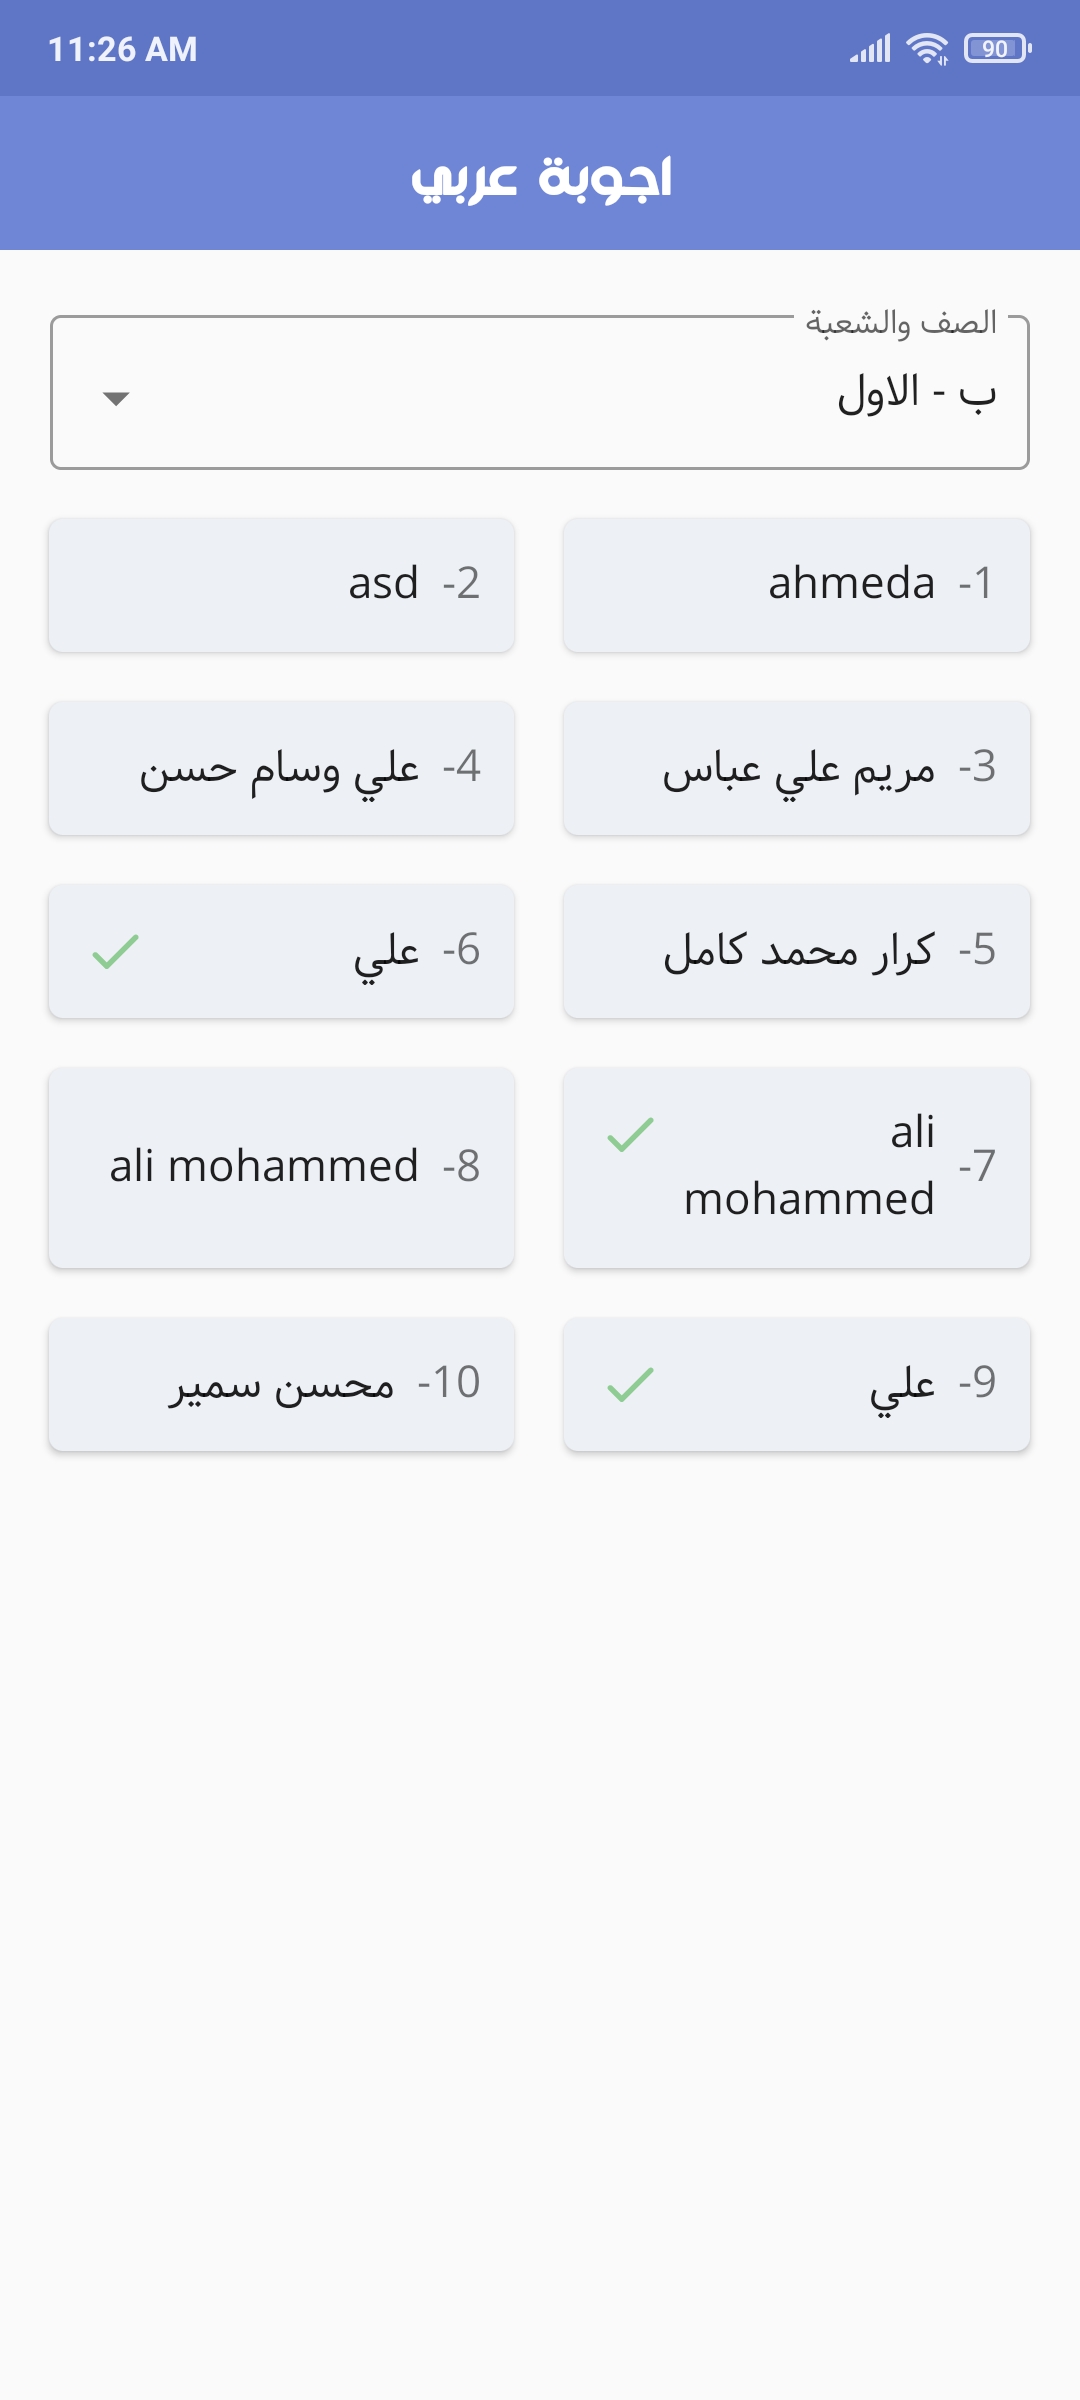 11:26 AM
90
اجوبة عربي
الصف والشعبة
ب - الاول
1- ahmeda
2- asd
3- مريم علي عباس
4- علي وسام حسن
5- كرار محمد كامل
6- علي
7- ali
mohammed
8- ali mohammed
9- علي
10- محسن سمير